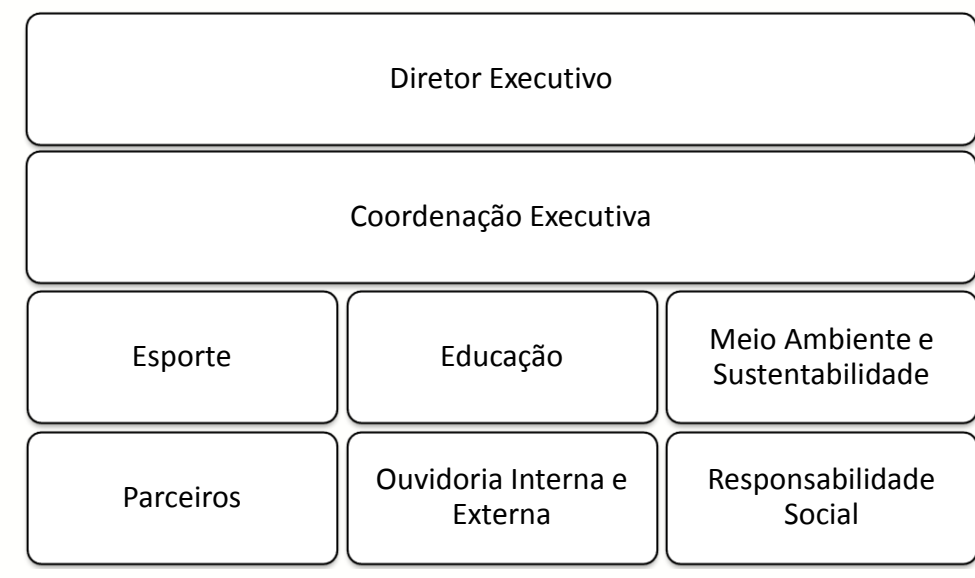 Diretor Executivo
Coordenação Executiva
Esporte
Educação
Meio Ambiente e
Sustentabilidade
Parceiros
Ouvidoria Interna e
Externa
Responsabilidade
Social